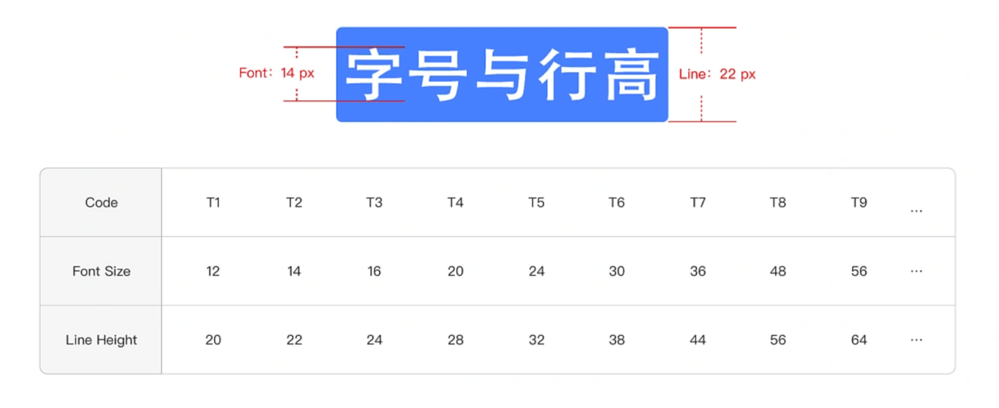 字号与行高
Font: 14 px
Line: 22 px
Code T1 T2 T3 T4 T5 T6 T7 T8 T9 ...
Font Size 12 14 16 20 24 30 36 48 56 ...
Line Height 20 22 24 28 32 38 44 56 64 ...